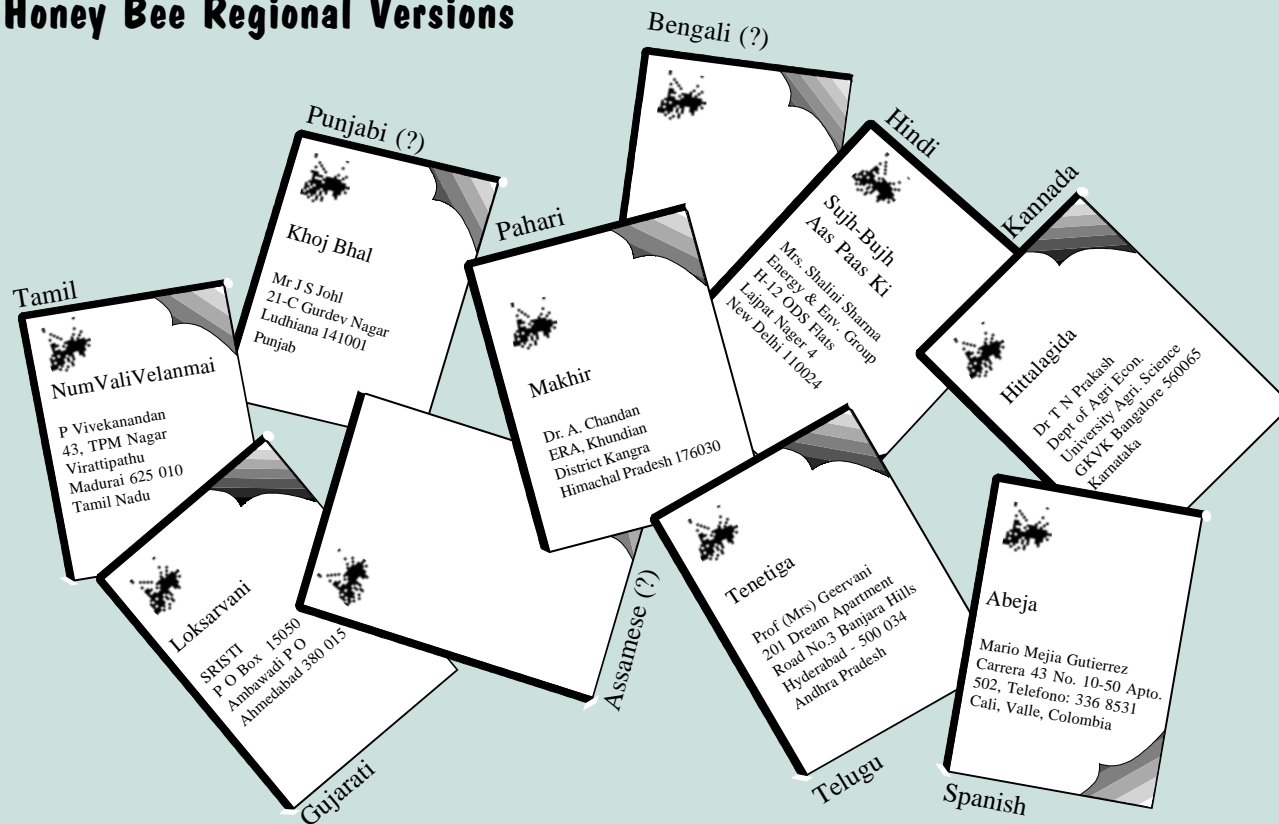 Honey Bee Regional Versions
Bengali (?)
Punjabi (?)
Khoj Bhal
Mr J S Johl
21-C Gurdev Nagar
Ludhiana 141001
Punjab
Hindi
Sujh-Bujh
Aas Paas Ki
Mrs. Shalini Sharma
Energy & Env. Group
H-12 ODS Flats
Lajpat Nager 4
New Delhi 110024
Kannada
Hittalagida
Dr T N Prakash
Dept of Agri Econ.
University Agri. Science
GKVK Bangalore 560065
Karnataka
Pahari
Makhir
Dr. A. Chandan
ERA, Khundian
District Kangra
Himachal Pradesh 176030
Tamil
NumValiVelanmai
P Vivekanandan
43, TPM Nagar
Virattipathu
Madurai 625 010
Tamil Nadu
Loksarvani
SRISTI
P O Box 15050
Ambawadi P O
Ahmedabad 380 015
Gujarati
Assamese (?)
Tenetiga
Prof (Mrs) Geervani
201 Dream Apartment
Road No.3 Banjara Hills
Hyderabad - 500 034
Andhra Pradesh
Telugu
Abeja
Mario Mejia Gutierrez
Carrera 43 No. 10-50 Apto.
502, Telefono: 336 8531
Cali, Valle, Colombia
Spanish